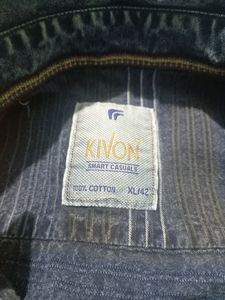 KIVON
SMART CASUALS
100% COTTON XL/42